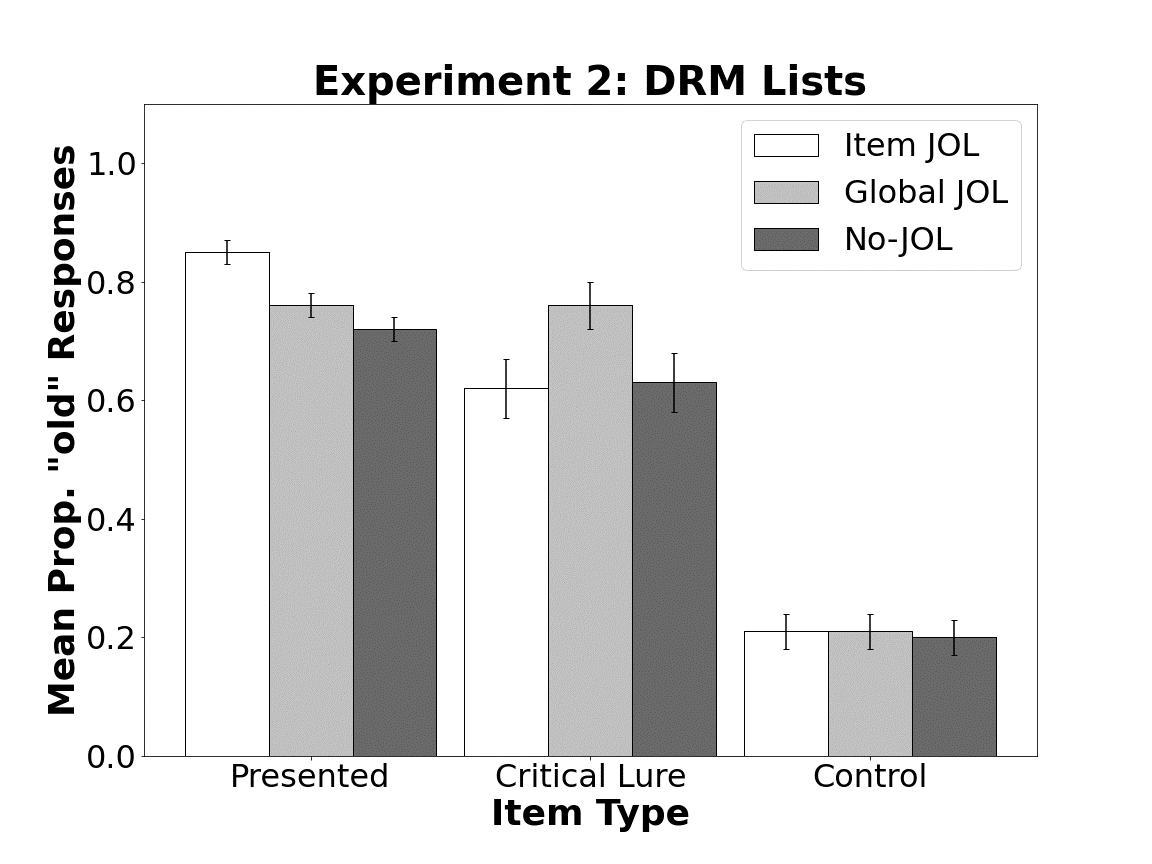 Experiment 2: DRM Lists
Item JOL
Global JOL
No-JOL
Mean Prop. "old" Responses
1.0
0.8
0.6
0.4
0.2
0.0
Presented
Critical Lure
Control
Item Type